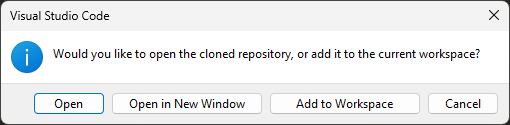 Visual Studio Code
Would you like to open the cloned repository, or add it to the current workspace?
Open
Open in New Window
Add to Workspace
Cancel